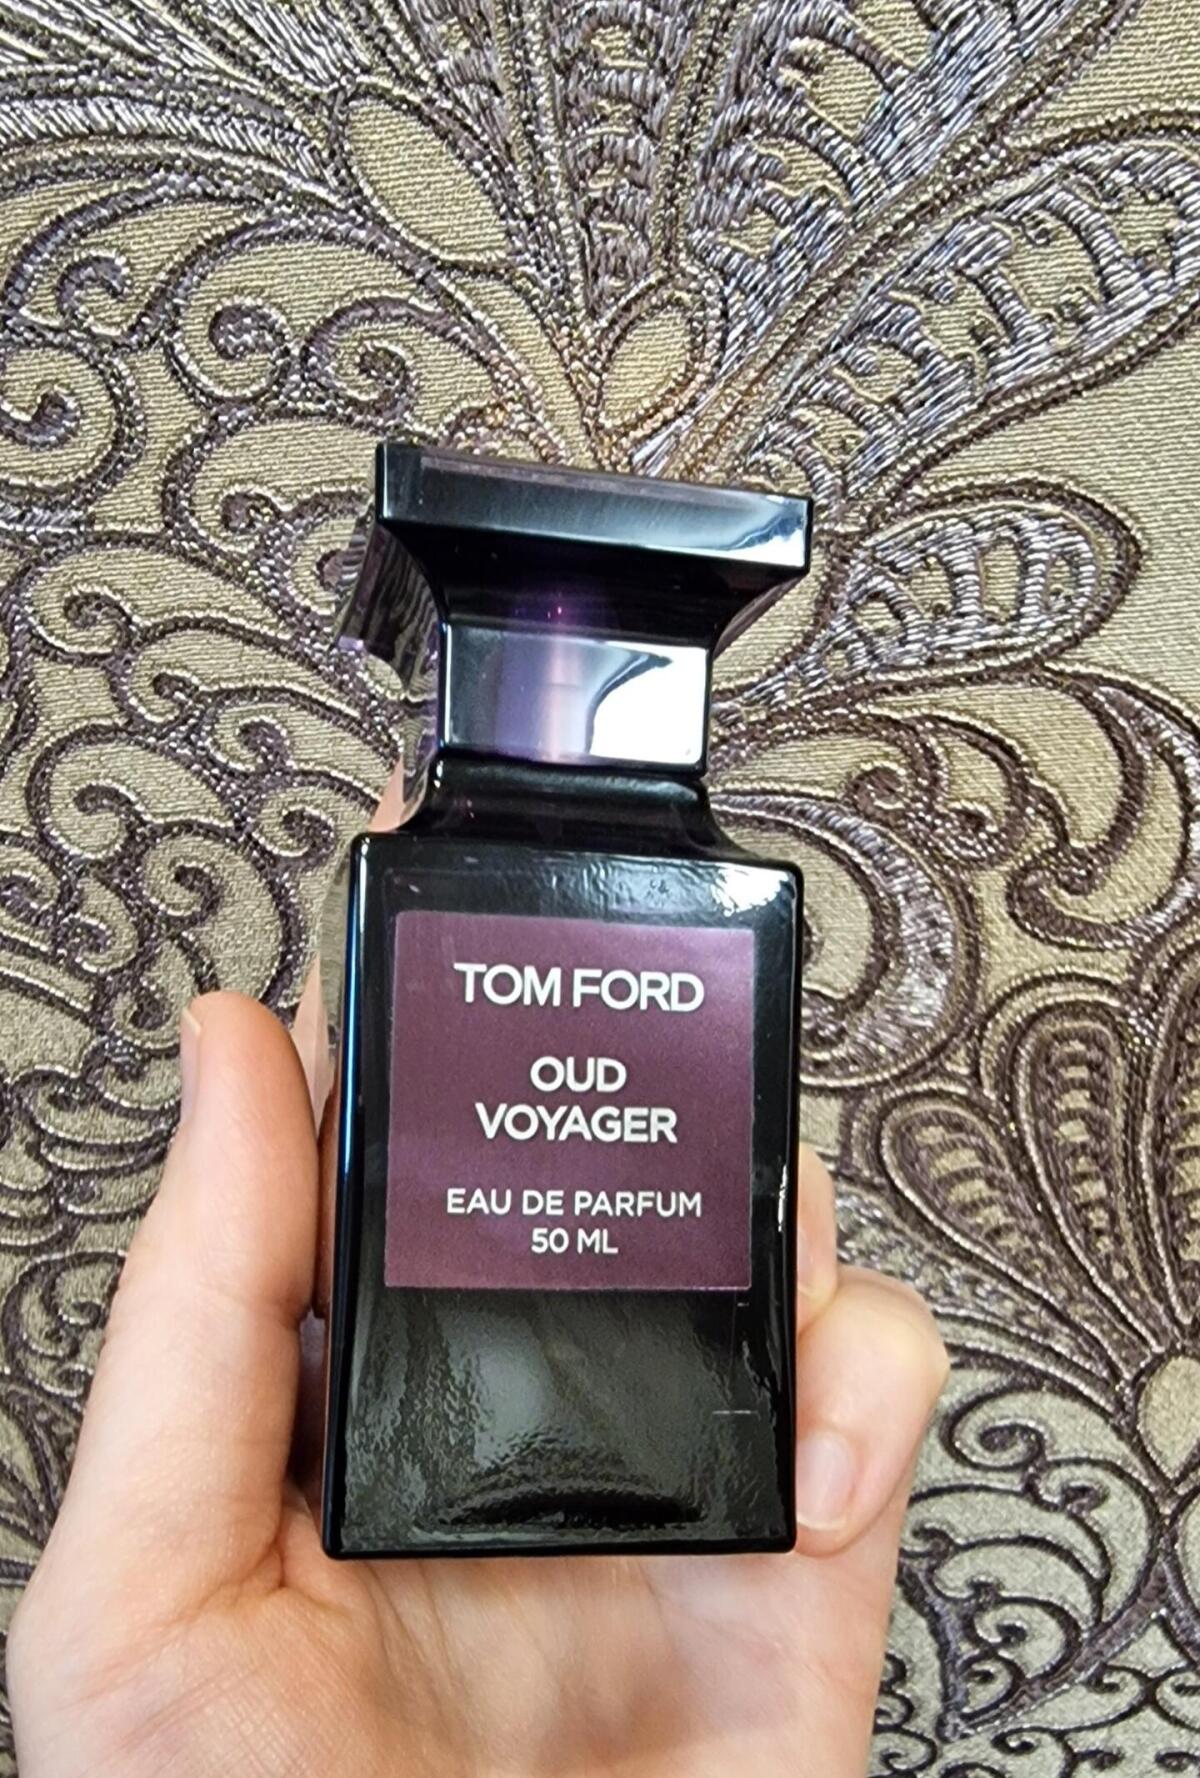 TOM FORD
OUD
VOYAGER
EAU DE PARFUM
50 ML